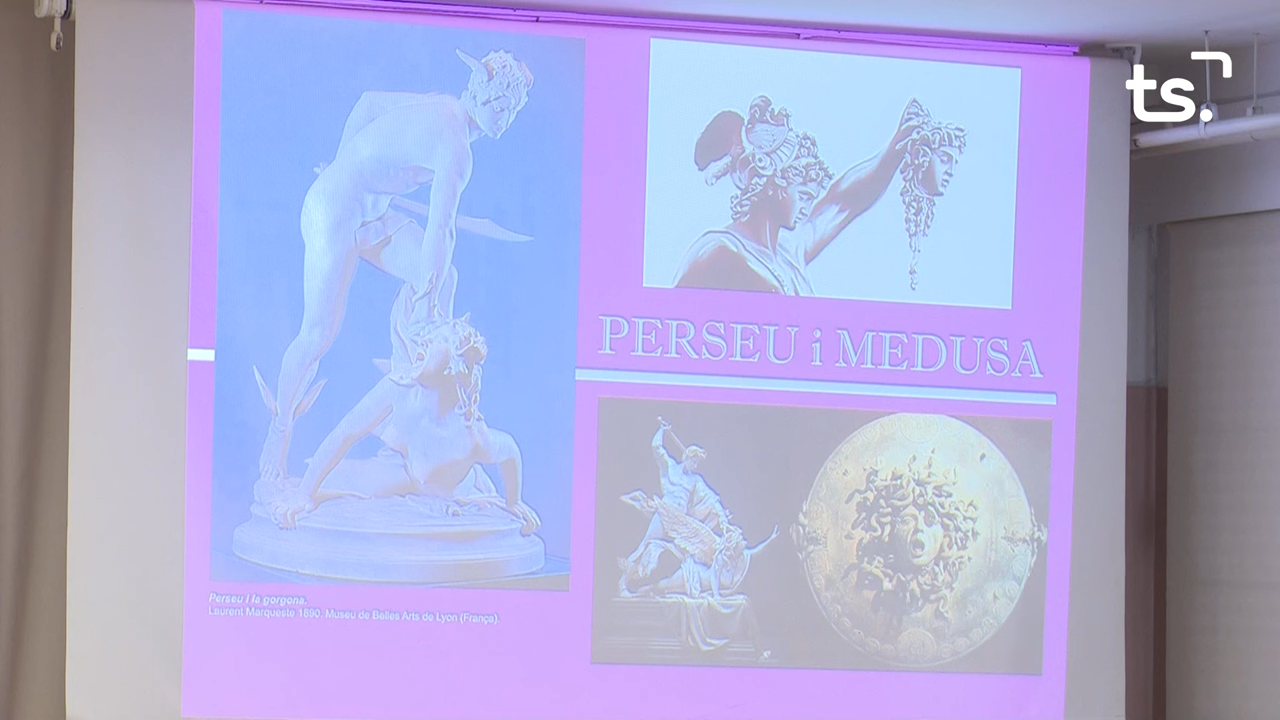 ts.
PERSEU i MEDUSA
Perseu i la gorgona.
Laurent Marqueste 1890. Museu de Belles Arts de Lyon (França).